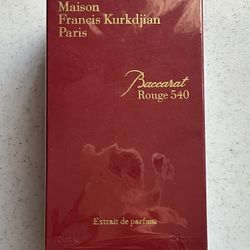 Maison
Francis Kurkdjian
Paris
Baccarat
Rouge 540
Extrait de parfum